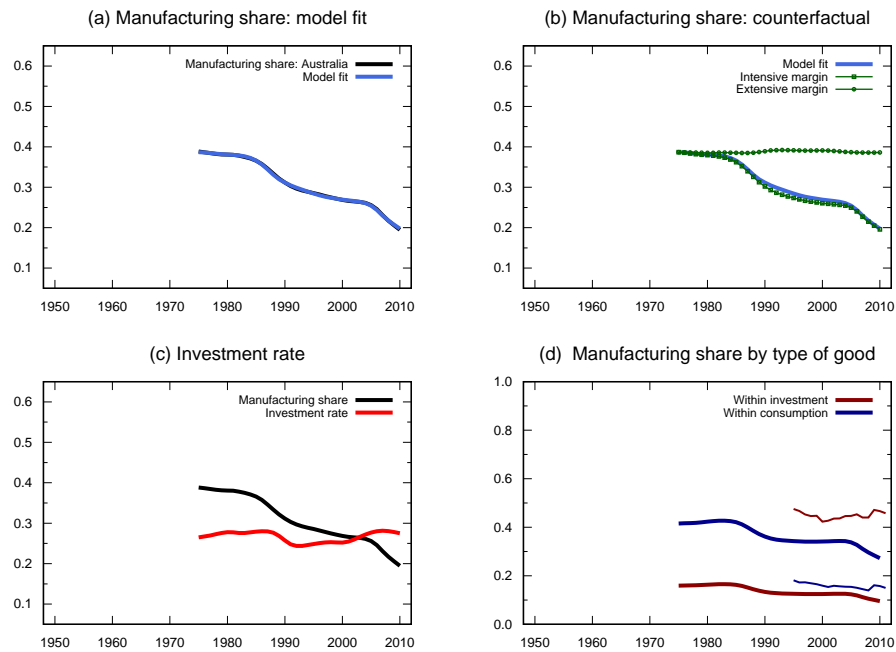 (a) Manufacturing share: model fit
0.6
0.5
0.4
0.3
0.2
0.1
1950 1960 1970 1980 1990 2000 2010
Manufacturing share: Australia
Model fit
(b) Manufacturing share: counterfactual
0.6
0.5
0.4
0.3
0.2
0.1
1950 1960 1970 1980 1990 2000 2010
Model fit
Intensive margin
Extensive margin
(c) Investment rate
0.6
0.5
0.4
0.3
0.2
0.1
1950 1960 1970 1980 1990 2000 2010
Manufacturing share
Investment rate
(d) Manufacturing share by type of good
1.0
0.8
0.6
0.4
0.2
0.0
1950 1960 1970 1980 1990 2000 2010
Within investment
Within consumption